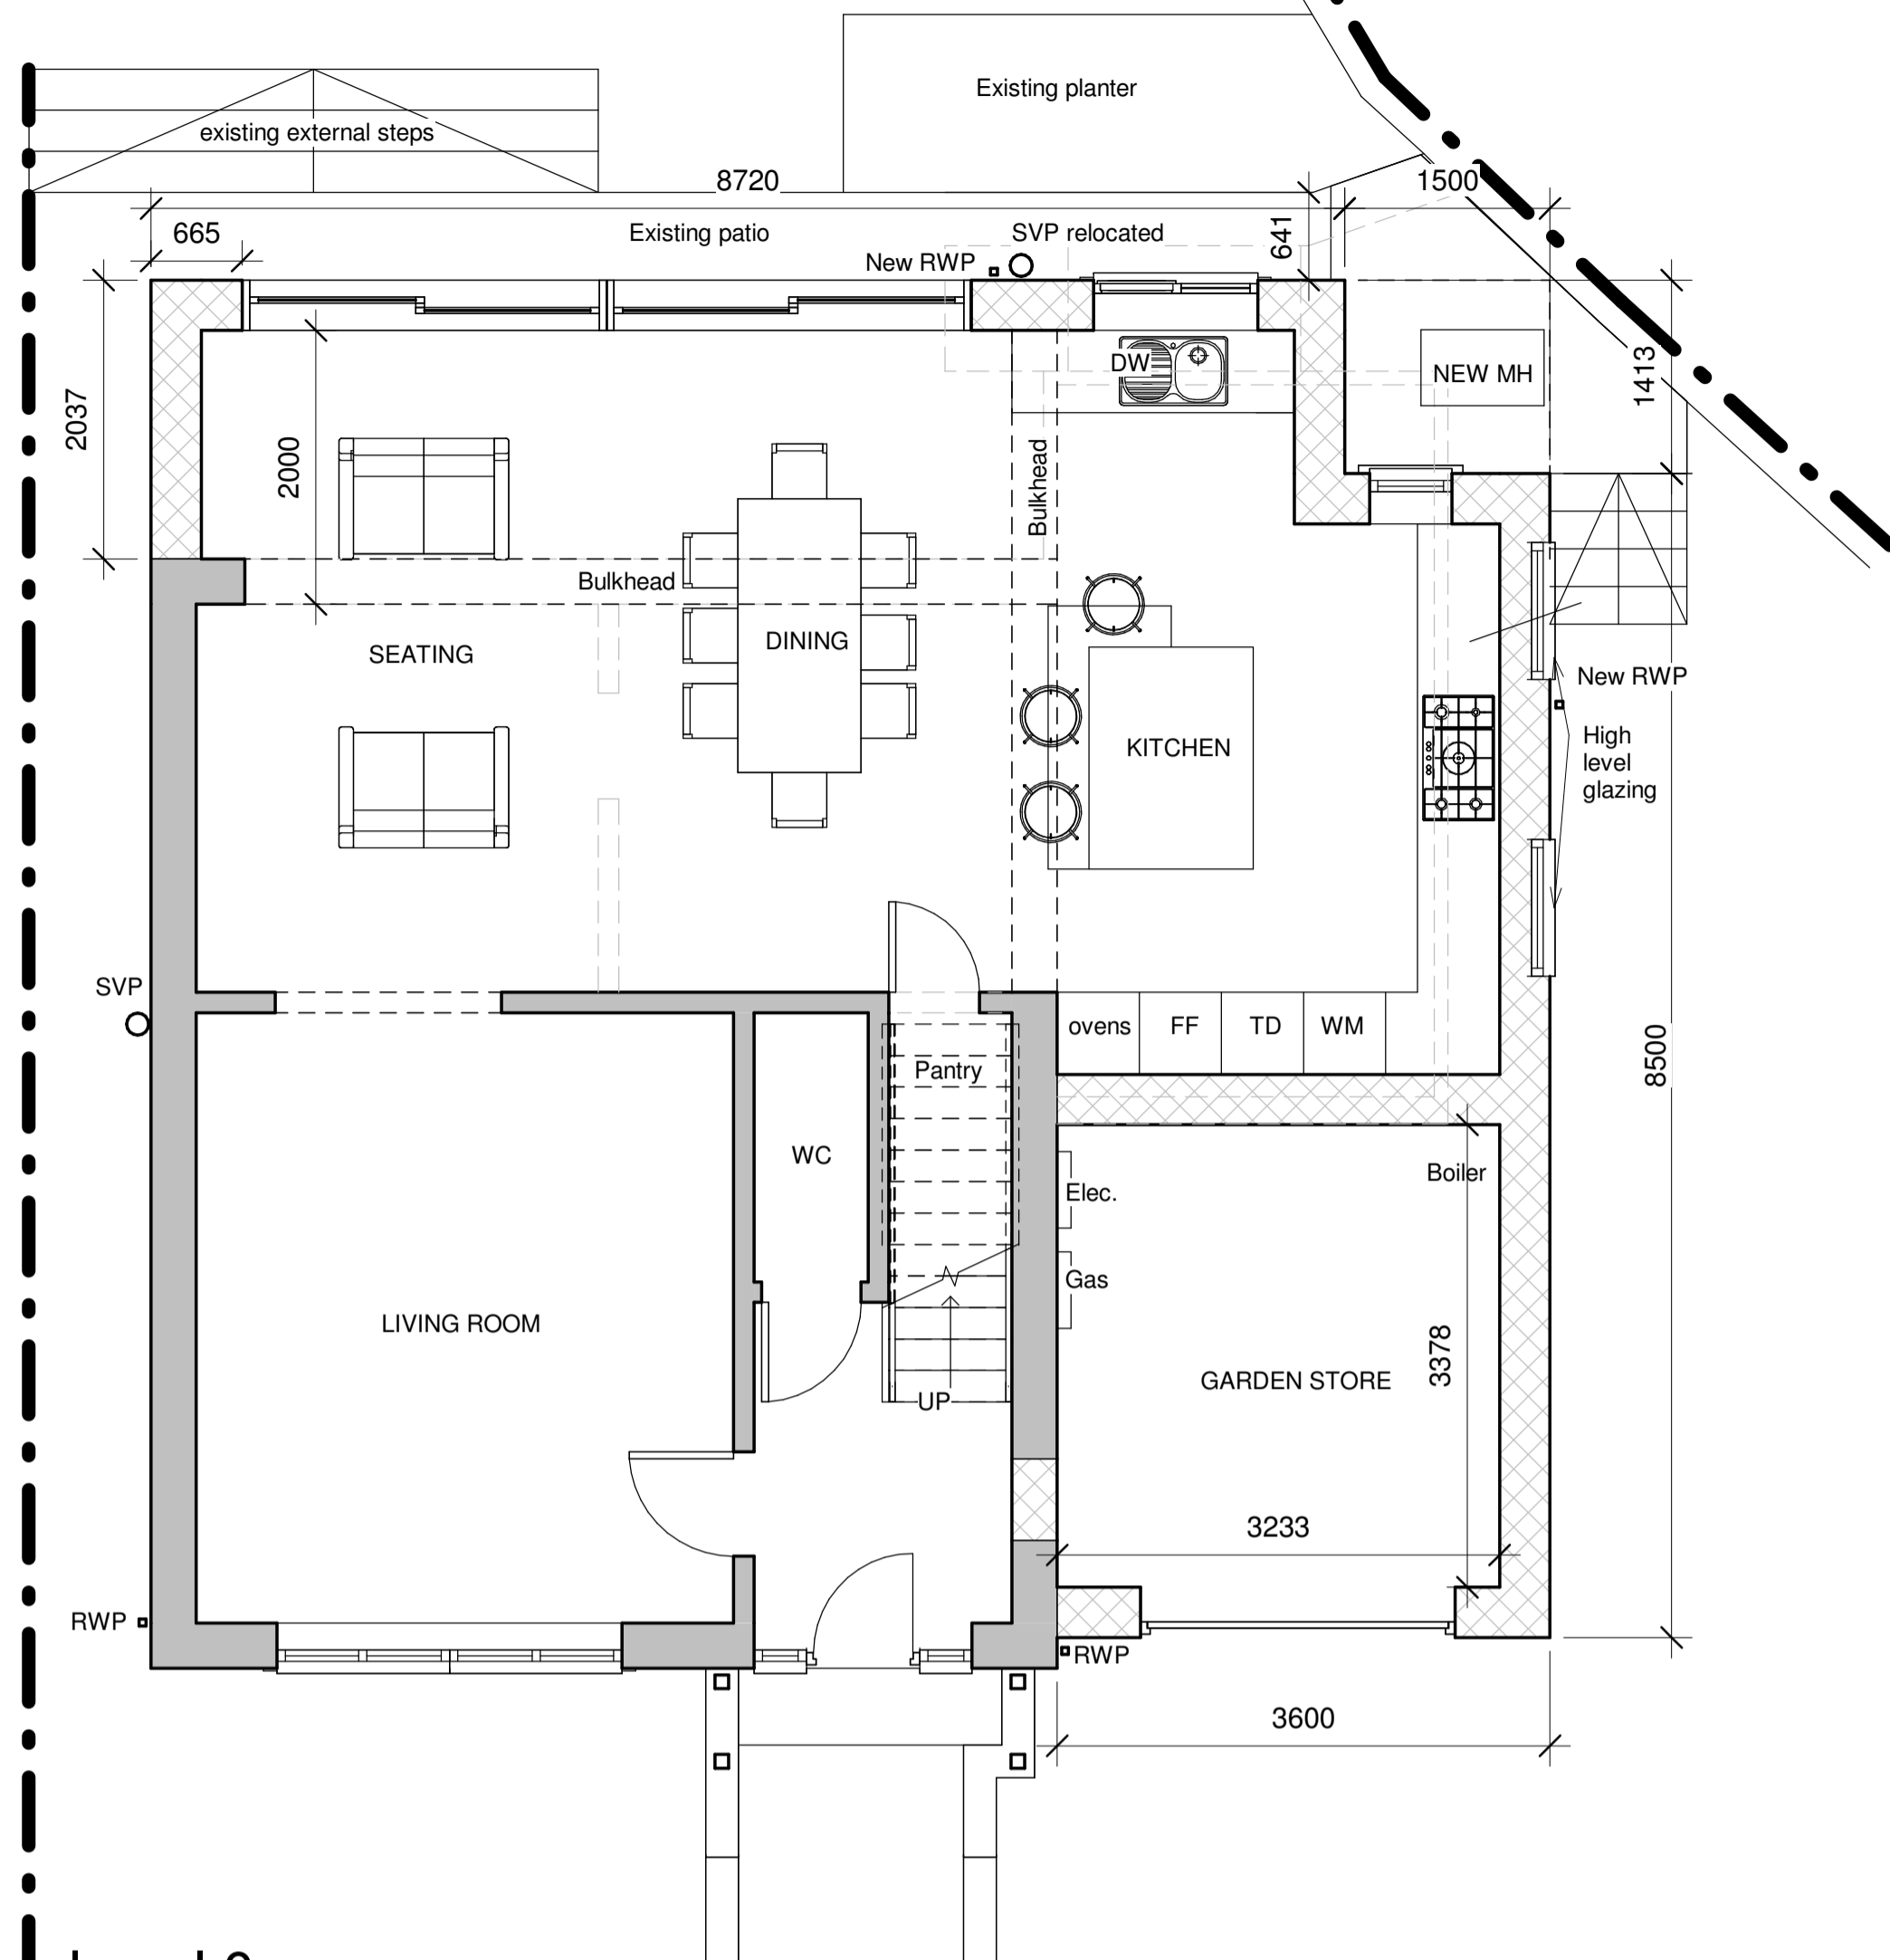 Existing planter
existing external steps
8720
1500
665
Existing patio
SVP relocated
641
New RWP
2037
2000
DW
NEW MH
1413
Bulkhead
Bulkhead
SEATING
DINING
KITCHEN
New RWP
High
level
glazing
SVP
ovens
FF
TD
WM
8500
Pantry
WC
Boiler
Elec.
Gas
LIVING ROOM
3378
GARDEN STORE
UP
3233
RWP
RWP
3600